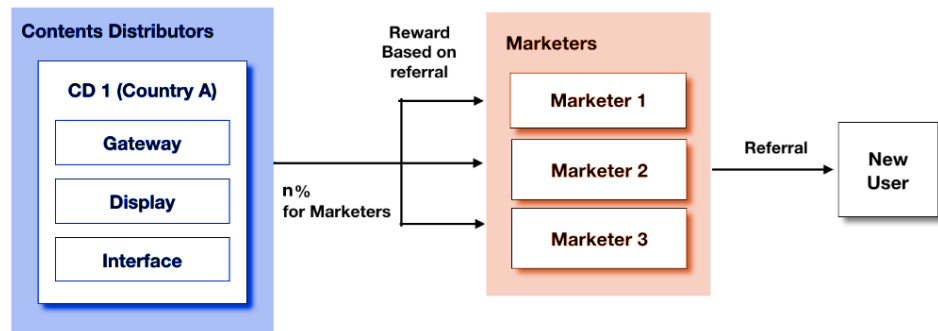 Contents Distributors
CD 1 (Country A)
Gateway
Display
Interface
Reward
Based on
referral
n%
for Marketers
Marketers
Marketer 1
Marketer 2
Marketer 3
Referral
New
User